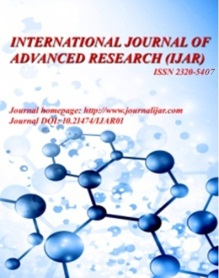 INTERNATIONAL JOURNAL OF
ADVANCED RESEARCH (IJAR)
ISSN 2320-5407
Journal homepage: http://www.journalijar.com
Journal DOI:10.21474/IJAR01